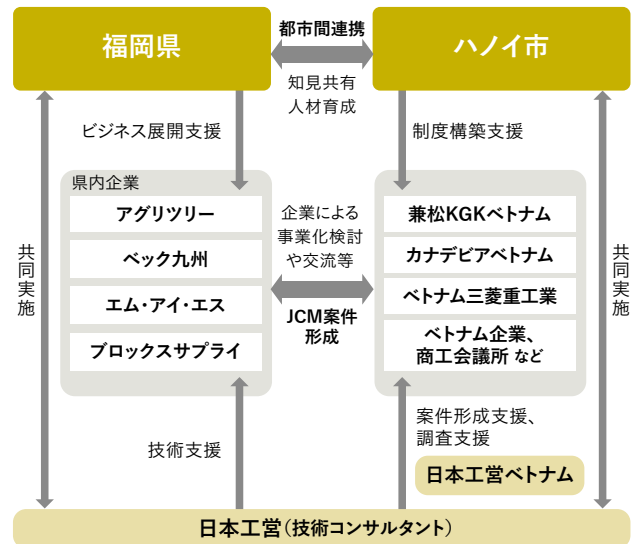 福岡県
都市間連携
知見共有
人材育成
ハノイ市
ビジネス展開支援
制度構築支援
県内企業
アグリツリー
ベック九州
エム・アイ・エス
ブロックスサプライ
企業による
事業化検討
や交流等
JCM案件
形成
兼松KGKベトナム
カナデビアベトナム
ベトナム三菱重工業
ベトナム企業、
商工会議所 など
共同実施
共同実施
技術支援
案件形成支援、
調査支援
日本工営ベトナム
日本工営(技術コンサルタント)